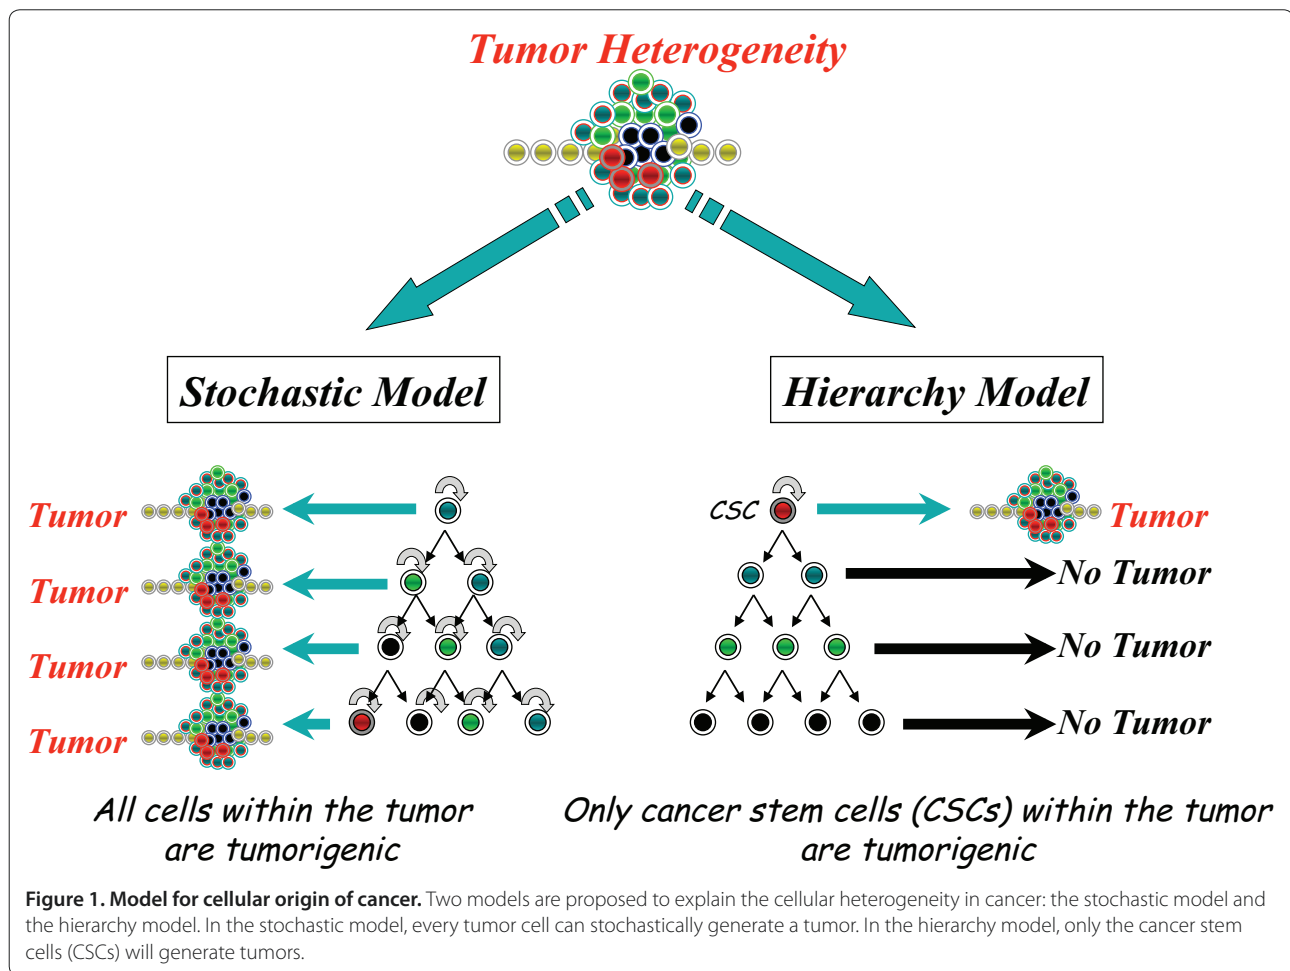 Tumor Heterogeneity
Stochastic Model
Hierarchy Model
Tumor
Tumor
Tumor
Tumor
CSC
Tumor
No Tumor
No Tumor
No Tumor
All cells within the tumor
are tumorigenic
Only cancer stem cells (CSCs) within the tumor
are tumorigenic
Figure 1. Model for cellular origin of cancer. Two models are proposed to explain the cellular heterogeneity in cancer: the stochastic model and
the hierarchy model. In the stochastic model, every tumor cell can stochastically generate a tumor. In the hierarchy model, only the cancer stem
cells (CSCs) will generate tumors.